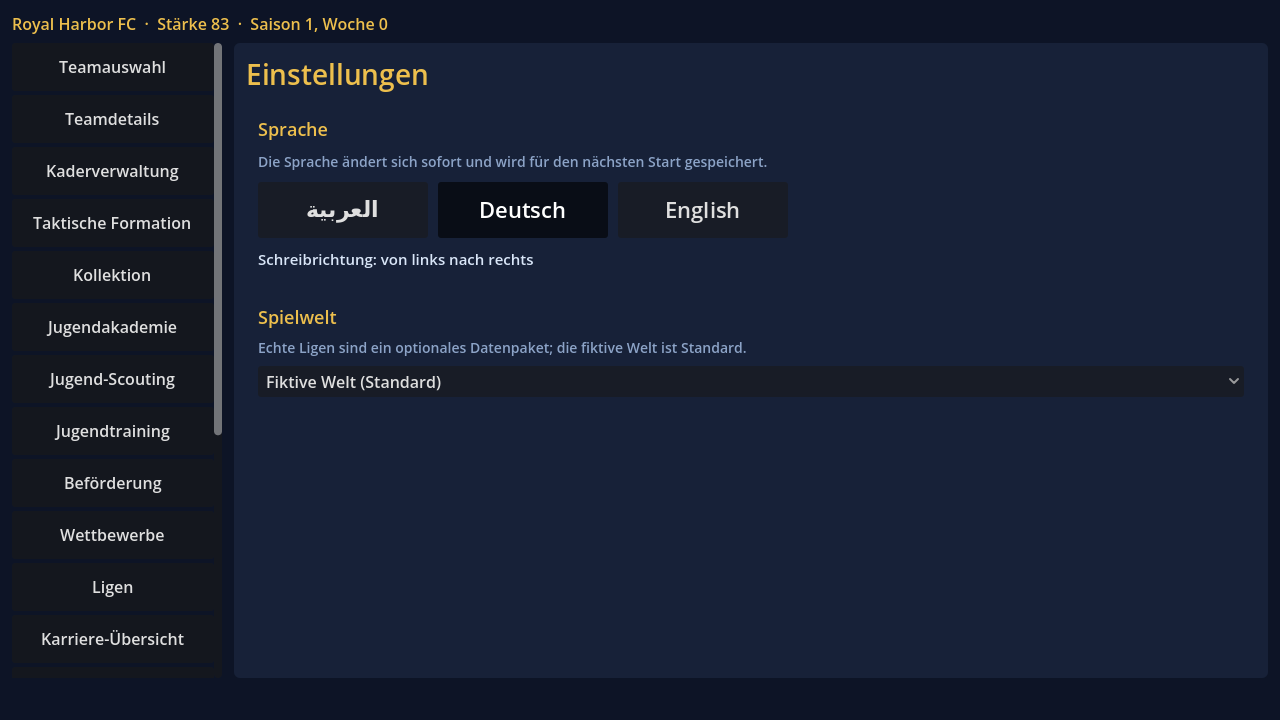 Royal Harbor FC · Stärke 83 · Saison 1, Woche 0
Teamauswahl
Teamdetails
Kaderverwaltung
Taktische Formation
Kollektion
Jugendakademie
Jugend-Scouting
Jugendtraining
Beförderung
Wettbewerbe
Ligen
Karriere-Übersicht
Einstellungen
Sprache
Die Sprache ändert sich sofort und wird für den nächsten Start gespeichert.
العربية
Deutsch
English
Schreibrichtung: von links nach rechts
Spielwelt
Echte Ligen sind ein optionales Datenpaket; die fiktive Welt ist Standard.
Fiktive Welt (Standard)